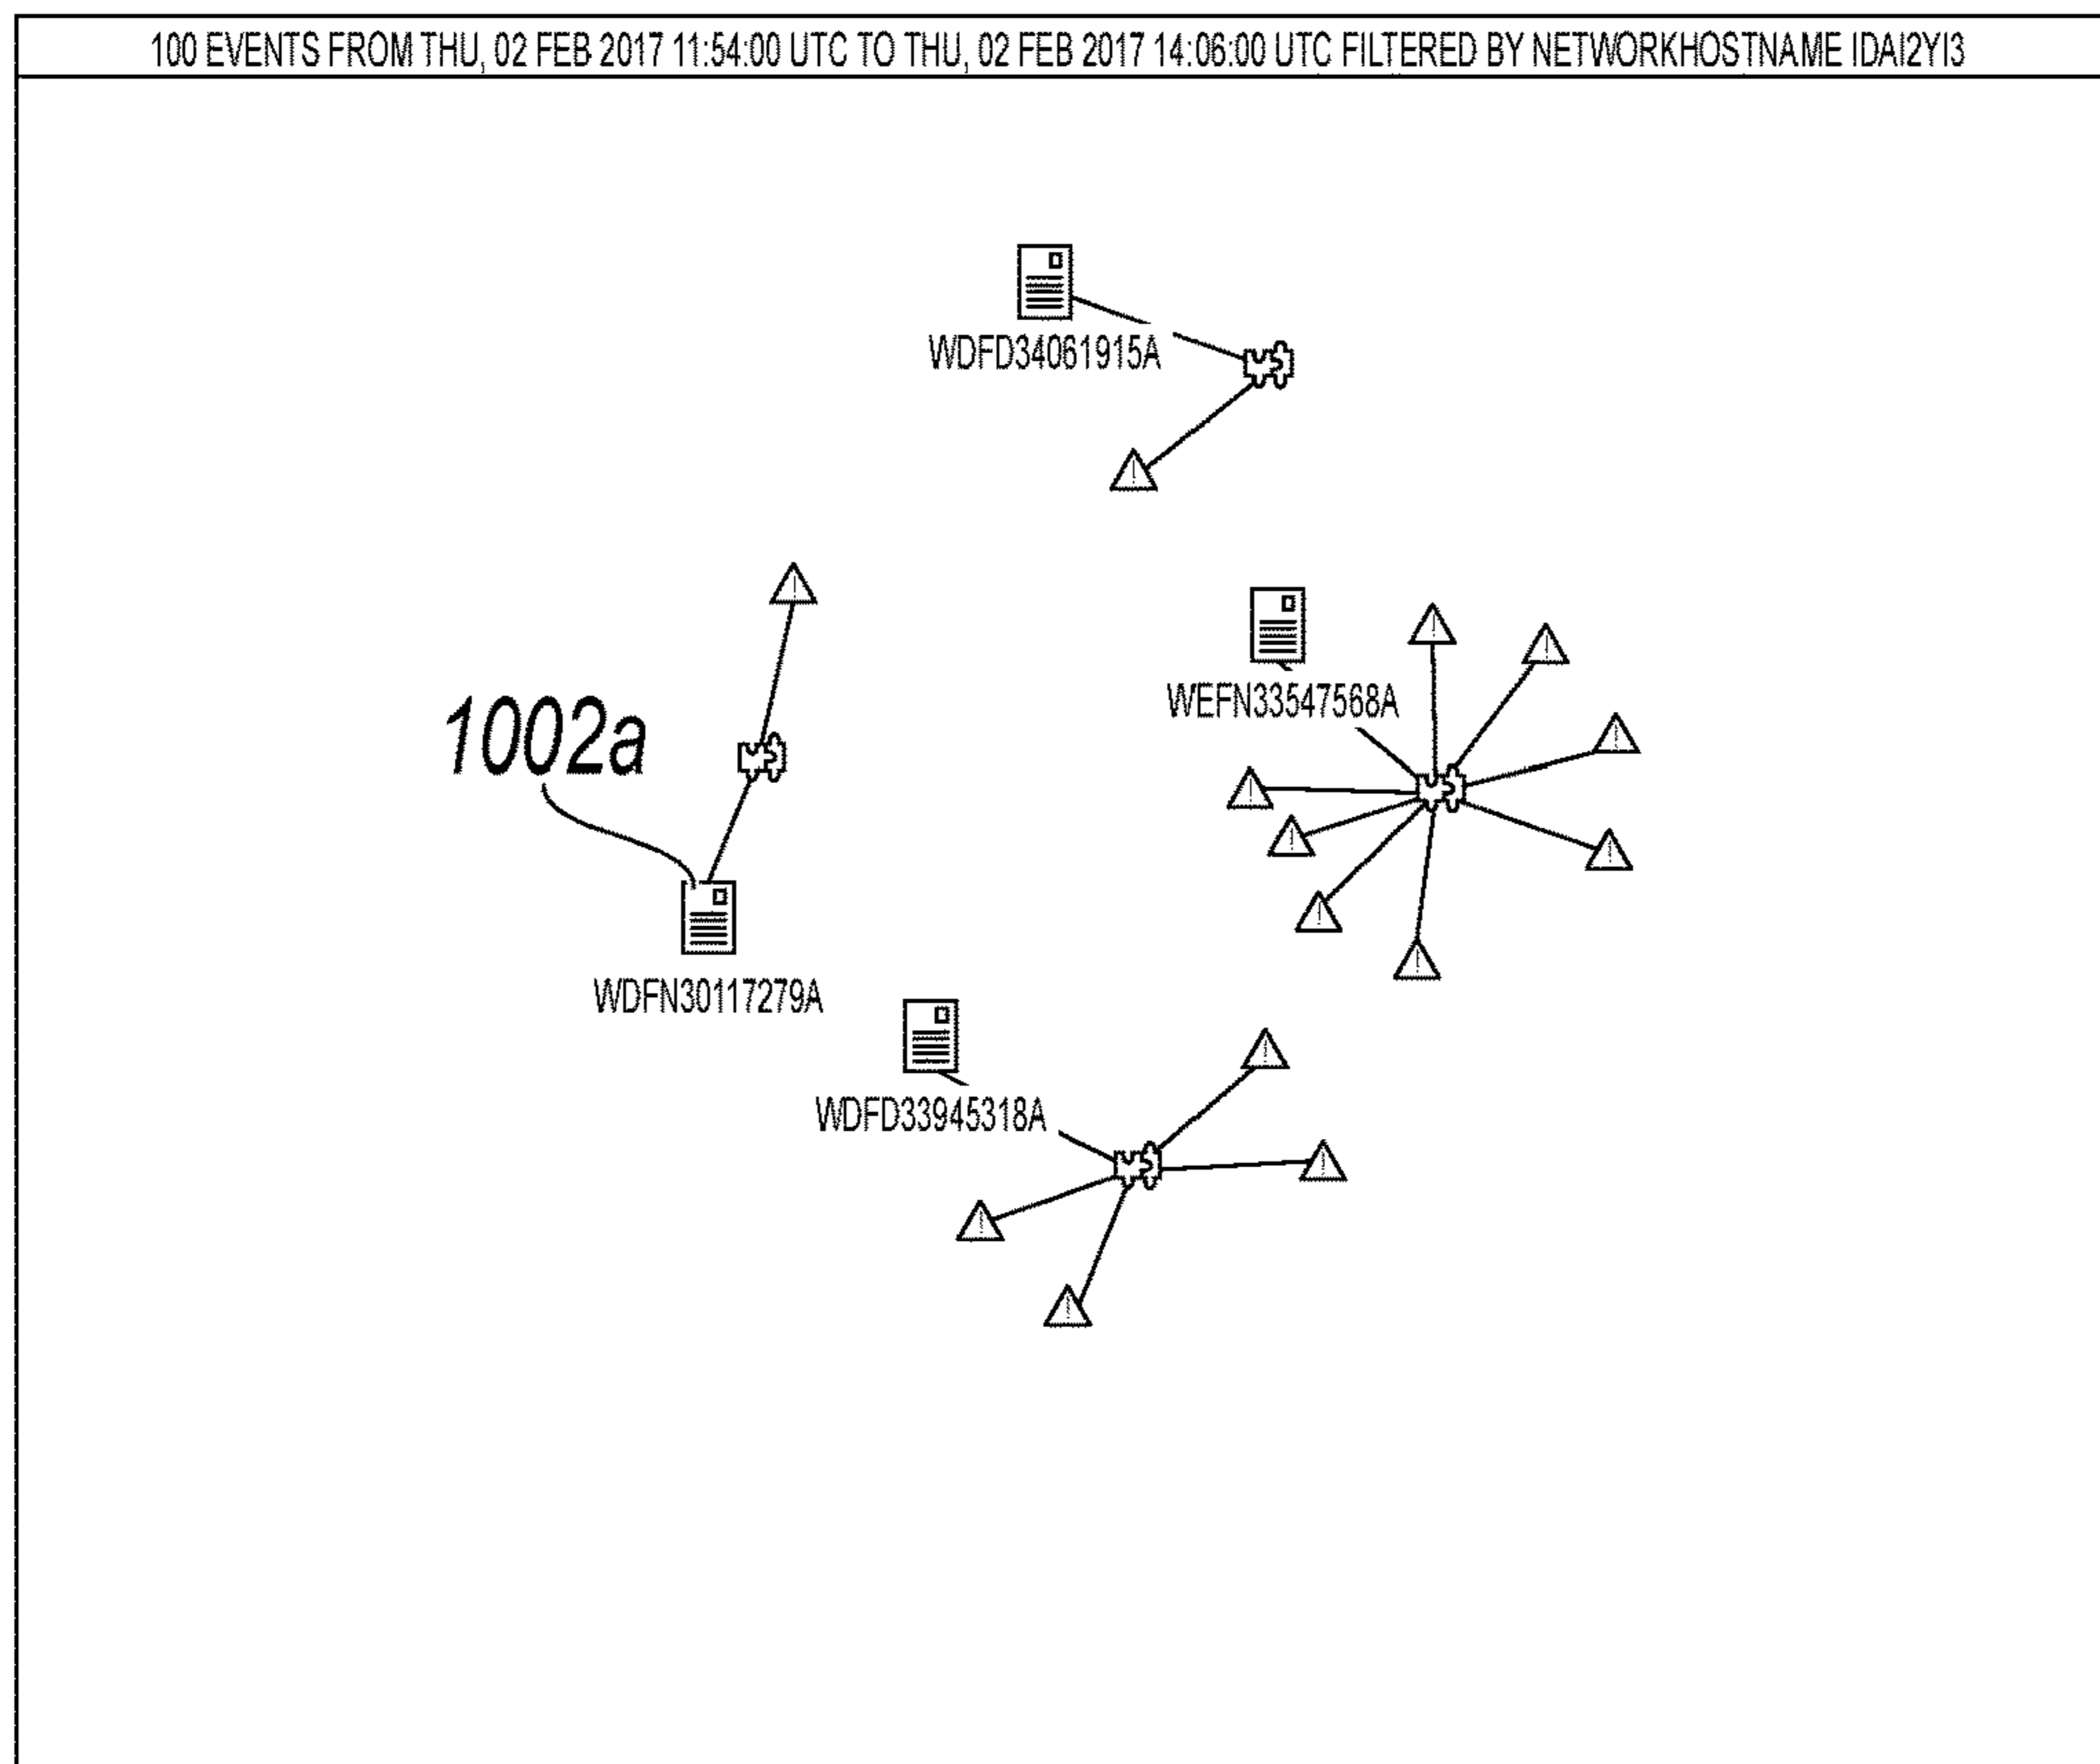 100 EVENTS FROM THU, 02 FEB 2017 11:54:00 UTC TO THU, 02 FEB 2017 14:06:00 UTC FILTERED BY NETWORKHOSTNAME IDAI2YI3
WDFD34061915A
WEFN33547568A
1002a
WDFN30117279A
WDFD33945318A